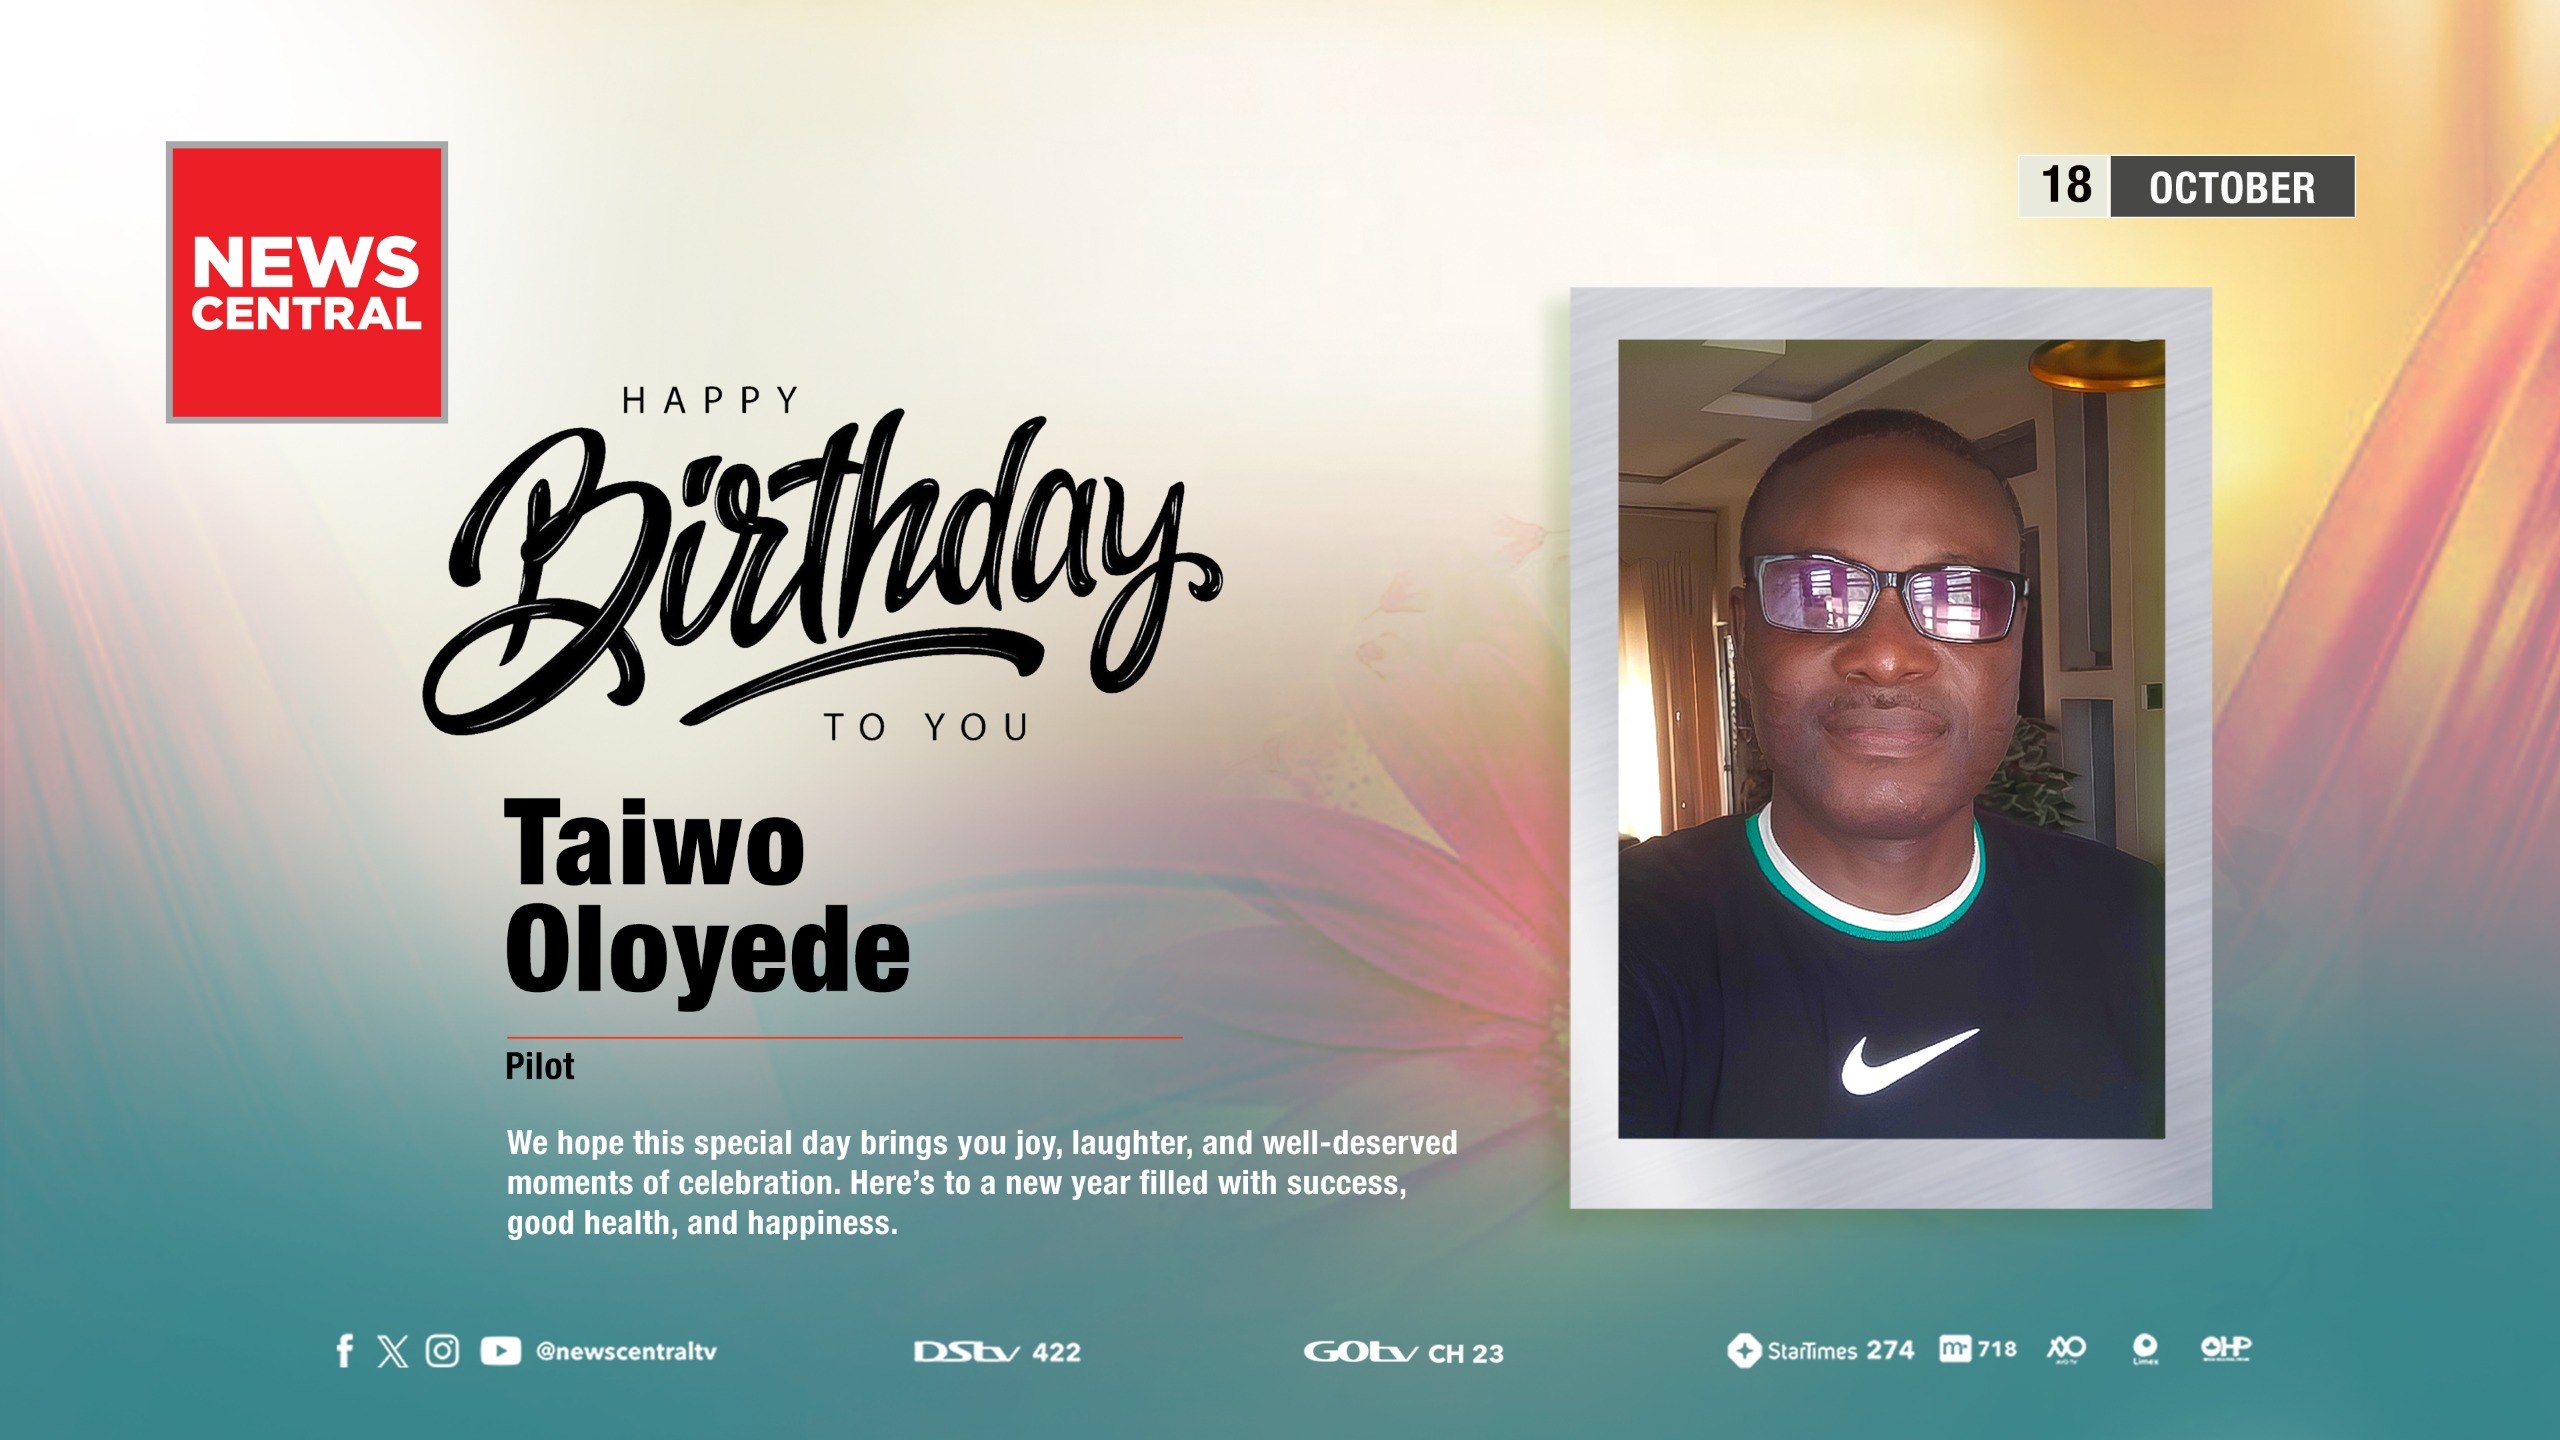 NEWS
CENTRAL
18 OCTOBER
HAPPY
Birthday
TO YOU
Taiwo
Oloyede
Pilot
We hope this special day brings you joy, laughter, and well-deserved
moments of celebration. Here’s to a new year filled with success,
good health, and happiness.
@newscentraltv DStv 422 GOtv CH 23 StarTimes 274 m 718 Limex OHP